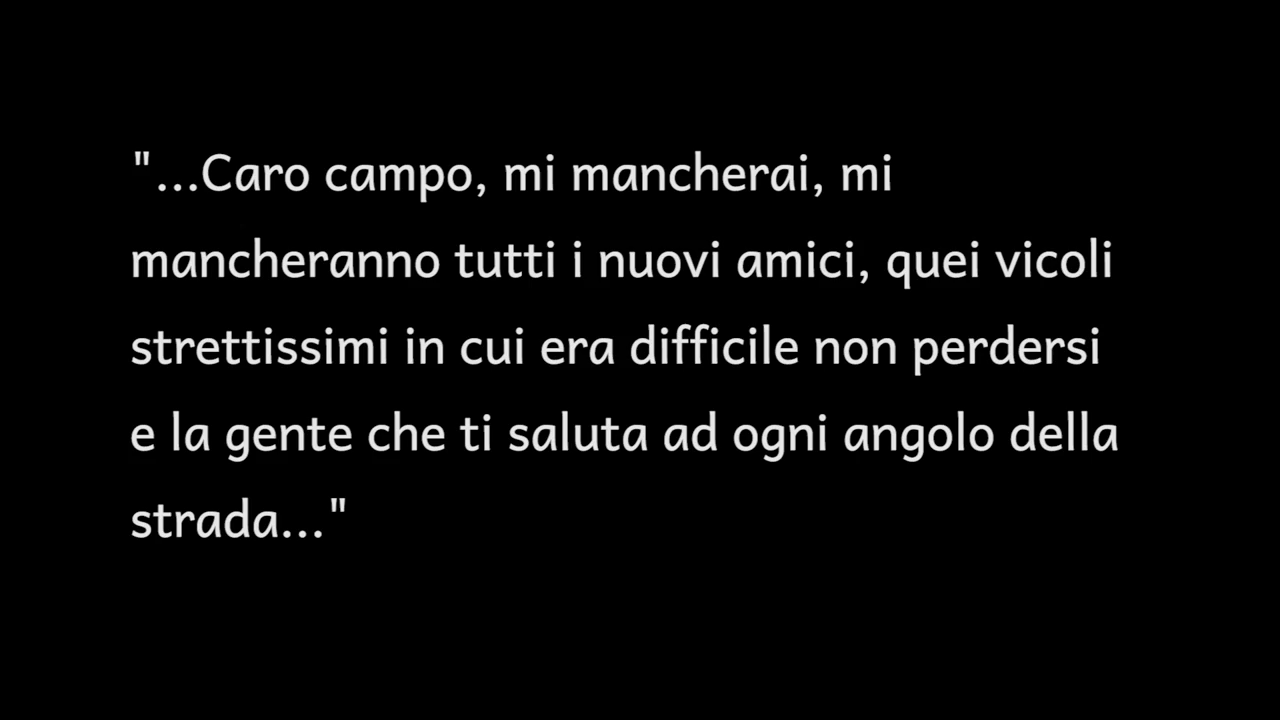 "...Caro campo, mi mancherai, mi
mancheranno tutti i nuovi amici, quei vicoli
strettissimi in cui era difficile non perdersi
e la gente che ti saluta ad ogni angolo della
strada..."